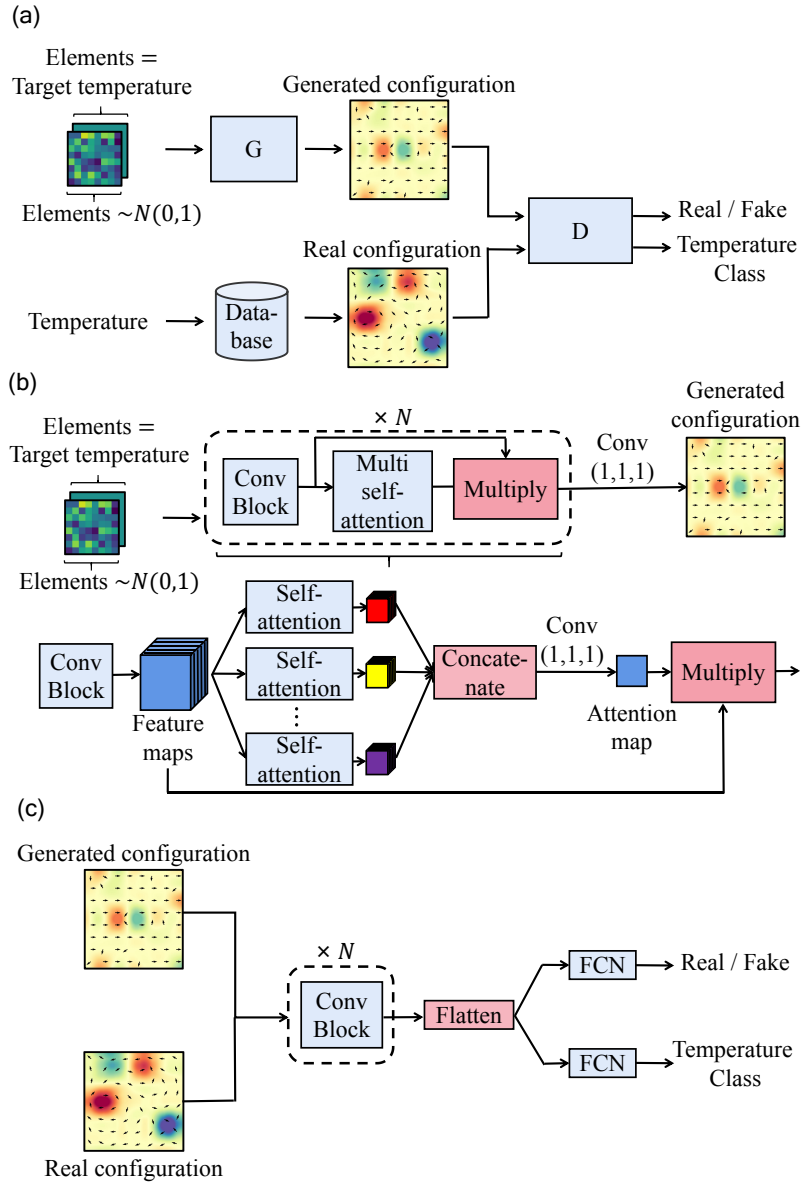 (a)
Elements =
Target temperature
Elements ~N(0,1)
G
Generated configuration
Real configuration
Temperature
Data-
base
D
Real / Fake
Temperature
Class
(b)
Elements =
Target temperature
Elements ~N(0,1)
× N
Conv
Block
Multi
self-
attention
Multiply
Conv
(1,1,1)
Generated
configuration
Conv
Block
Feature
maps
Self-
attention
Self-
attention
⋮
Self-
attention
Concate-
nate
Conv
(1,1,1)
Attention
map
Multiply
(c)
Generated configuration
Real configuration
× N
Conv
Block
Flatten
FCN
Real / Fake
FCN
Temperature
Class